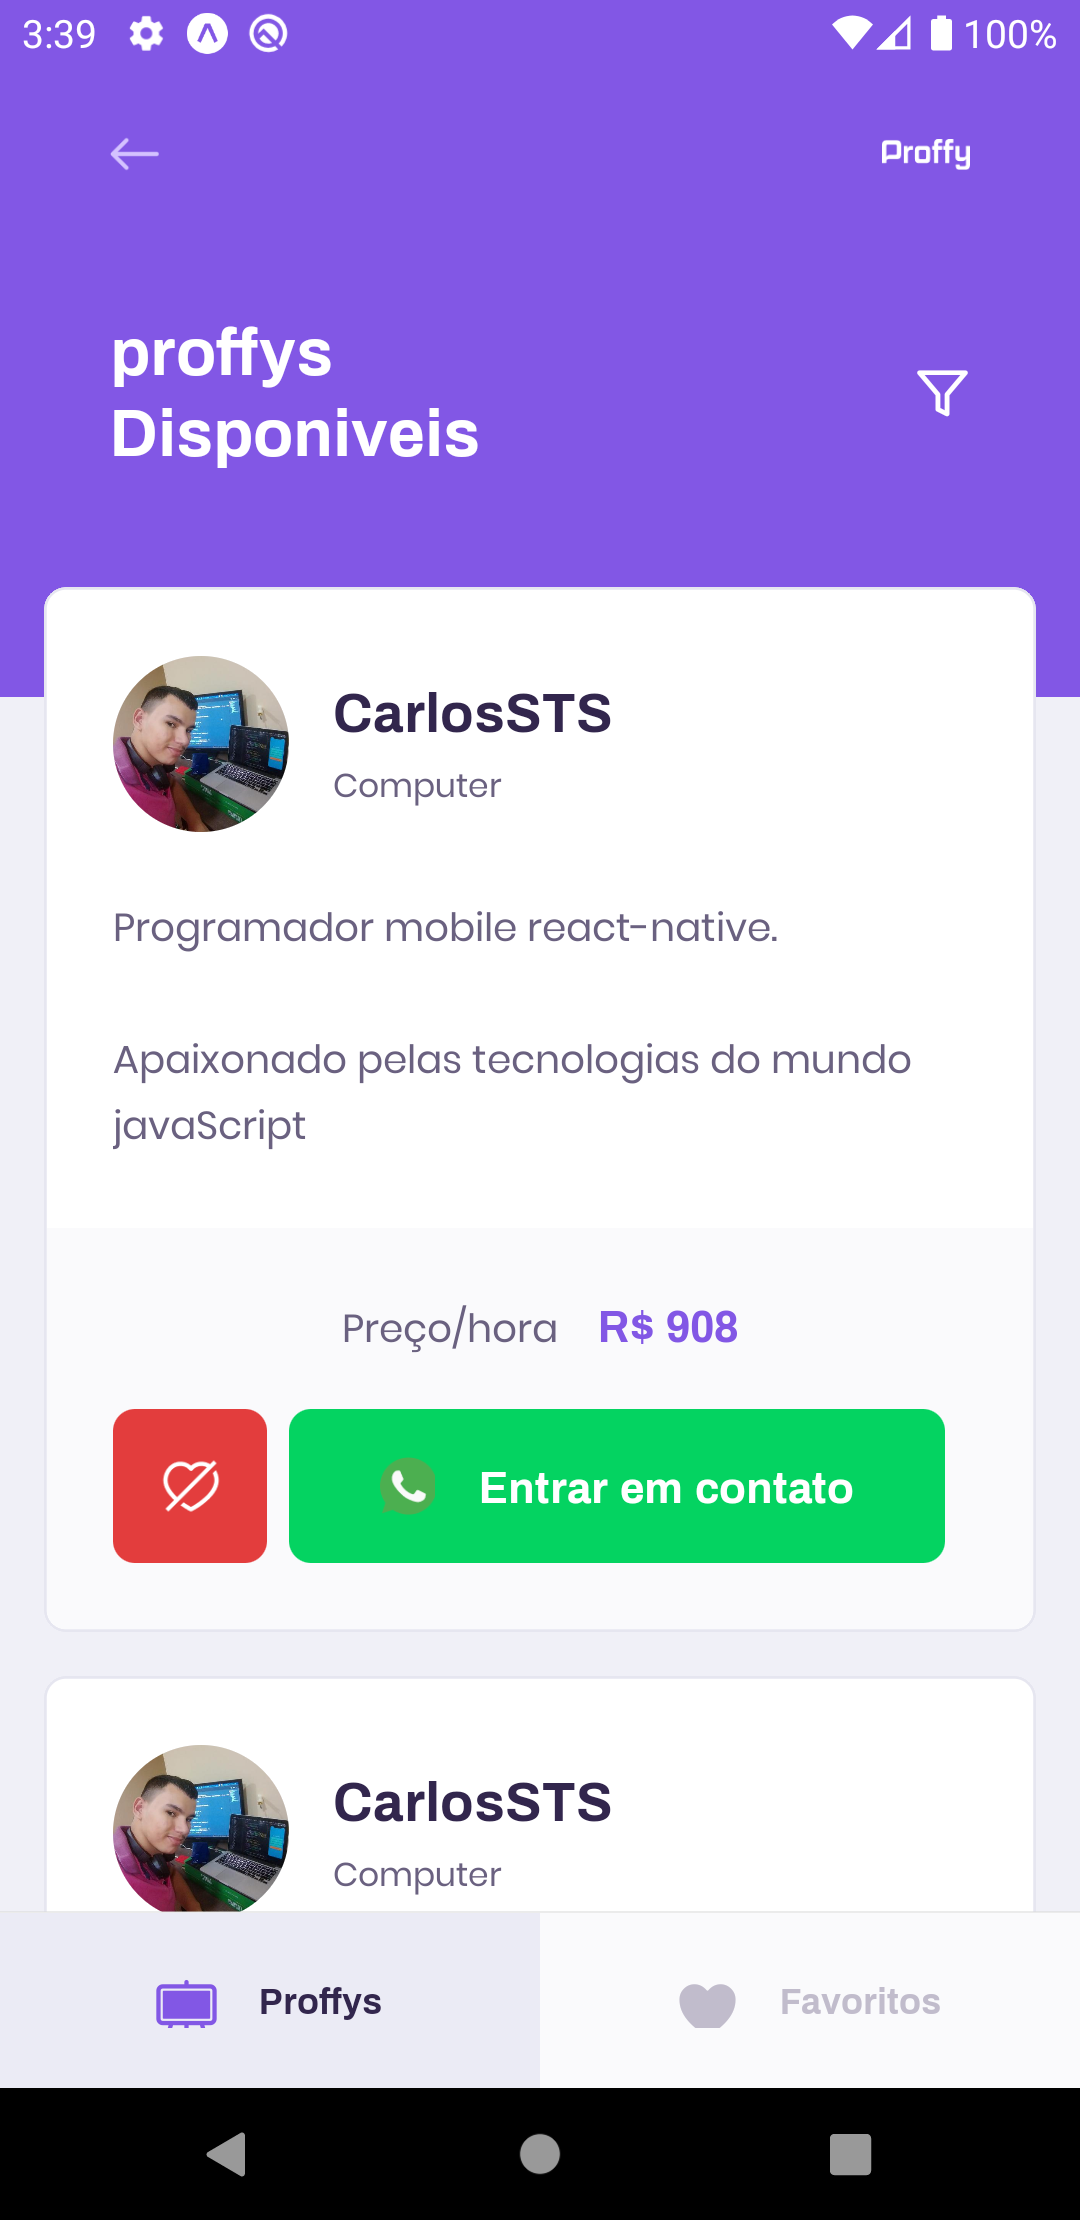 3:39 100%
Proffy
proffys
Disponiveis
CarlosSTS
Computer
Programador mobile react-native.
Apaixonado pelas tecnologias do mundo
javaScript
Preço/hora R$ 908
Entrar em contato
CarlosSTS
Computer
Proffys Favoritos